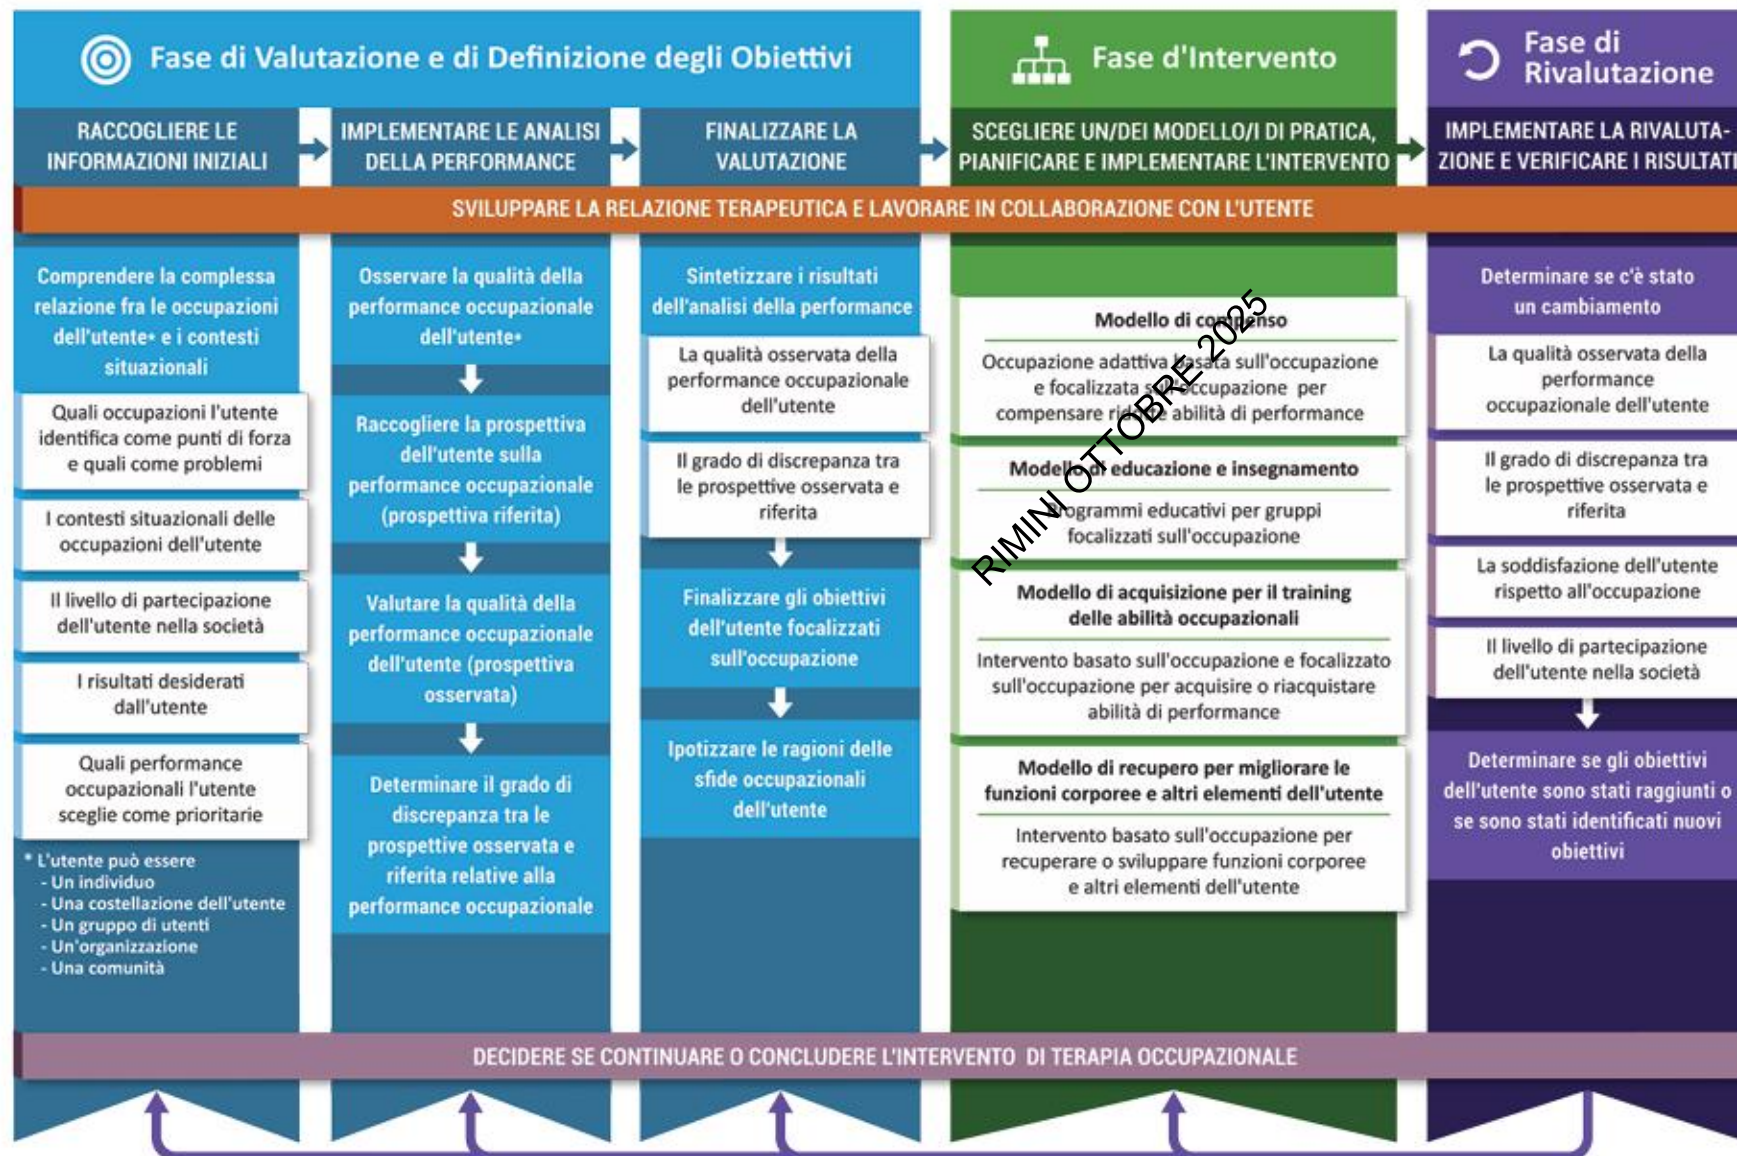 Fase di Valutazione e di Definizione degli Obiettivi
Fase d'Intervento
Fase di
Rivalutazione
RACCOGLIERE LE
INFORMAZIONI INIZIALI
IMPLEMENTARE LE ANALISI
DELLA PERFORMANCE
FINALIZZARE LA
VALUTAZIONE
SCEGLIERE UN/DEI MODELLO/I DI PRATICA,
PIANIFICARE E IMPLEMENTARE L'INTERVENTO
IMPLEMENTARE LA RIVALUTA-
ZIONE E VERIFICARE I RISULTATI
SVILUPPARE LA RELAZIONE TERAPEUTICA E LAVORARE IN COLLABORAZIONE CON L'UTENTE
Comprendere la complessa
relazione fra le occupazioni
dell'utente* e i contesti
situazionali
Quali occupazioni l'utente
identifica come punti di forza
e quali come problemi
I contesti situazionali delle
occupazioni dell'utente
Il livello di partecipazione
dell'utente nella società
I risultati desiderati
dall'utente
Quali performance
occupazionali l'utente
sceglie come prioritarie
* L'utente può essere
- Un individuo
- Una costellazione dell'utente
- Un gruppo di utenti
- Un'organizzazione
- Una comunità
Osservare la qualità della
performance occupazionale
dell'utente*
Raccogliere la prospettiva
dell'utente sulla
performance occupazionale
(prospettiva riferita)
Valutare la qualità della
performance occupazionale
dell'utente (prospettiva
osservata)
Determinare il grado di
discrepanza tra le
prospettive osservata e
riferita relative alla
performance occupazionale
Sintetizzare i risultati
dell'analisi della performance
La qualità osservata della
performance occupazionale
dell'utente
Il grado di discrepanza tra
le prospettive osservata e
riferita
Finalizzare gli obiettivi
dell'utente focalizzati
sull'occupazione
Ipotizzare le ragioni delle
sfide occupazionali
dell'utente
Modello di compenso
Occupazione adattiva basata sull'occupazione
e focalizzata sull'occupazione per
compensare ridotte abilità di performance
Modello di educazione e insegnamento
Programmi educativi per gruppi
focalizzati sull'occupazione
Modello di acquisizione per il training
delle abilità occupazionali
Intervento basato sull'occupazione e focalizzato
sull'occupazione per acquisire o riacquistare
abilità di performance
Modello di recupero per migliorare le
funzioni corporee e altri elementi dell'utente
Intervento basato sull'occupazione per
recuperare o sviluppare funzioni corporee
e altri elementi dell'utente
RIMINI OTTOBRE 2025
Determinare se c'è stato
un cambiamento
La qualità osservata della
performance
occupazionale dell'utente
Il grado di discrepanza tra
le prospettive osservata e
riferita
La soddisfazione dell'utente
rispetto all'occupazione
Il livello di partecipazione
dell'utente nella società
Determinare se gli obiettivi
dell'utente sono stati raggiunti o
se sono stati identificati nuovi
obiettivi
DECIDERE SE CONTINUARE O CONCLUDERE L'INTERVENTO DI TERAPIA OCCUPAZIONALE